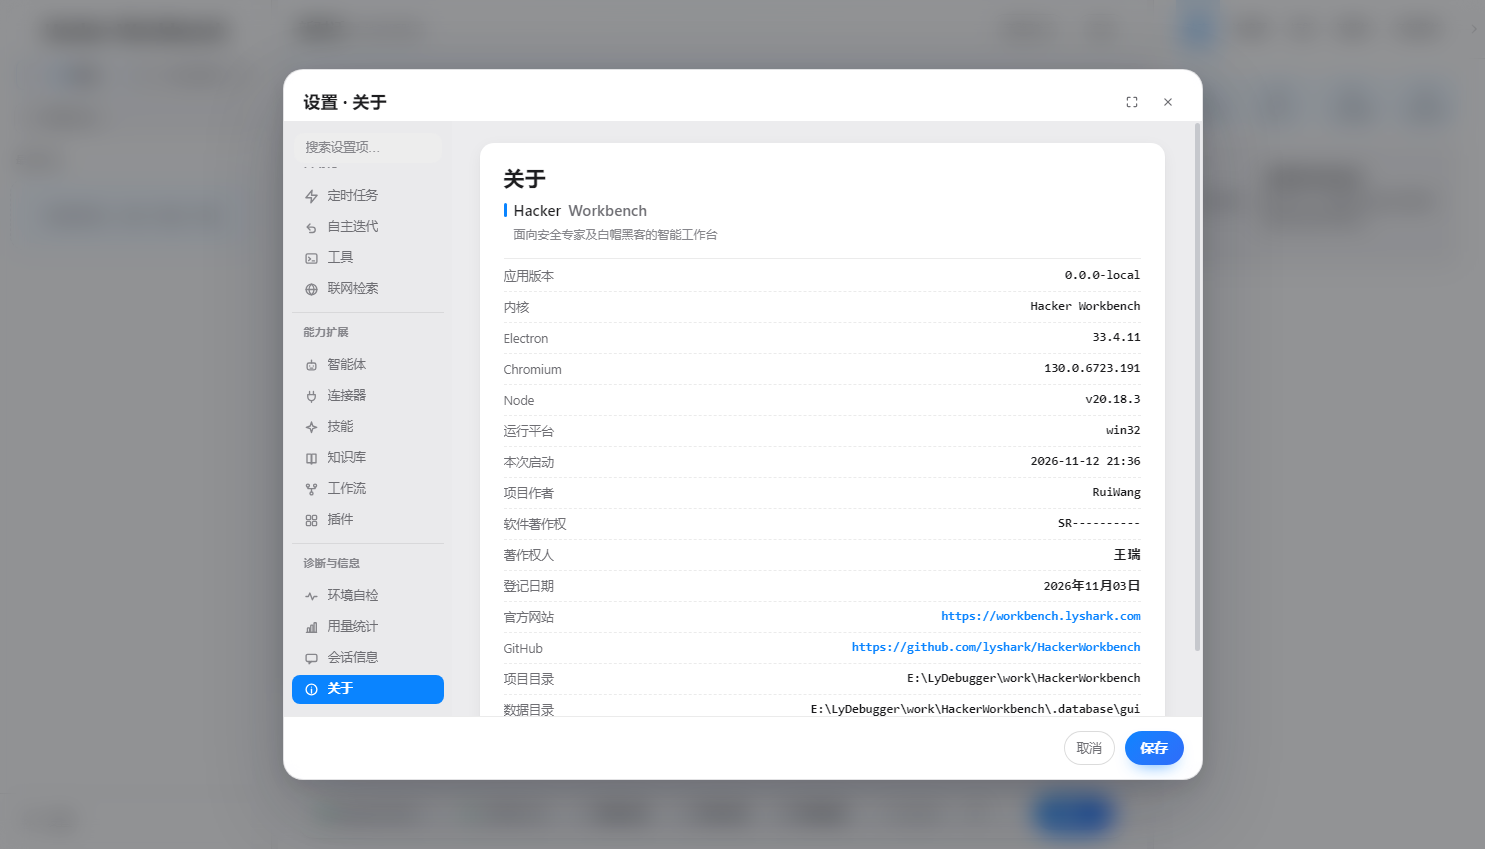 设置 · 关于
搜索设置项...
定时任务
自主迭代
工具
联网检索
能力扩展
智能体
连接器
技能
知识库
工作流
插件
诊断与信息
环境自检
用量统计
会话信息
关于
关于
Hacker Workbench
面向安全专家及白帽黑客的智能工作台
应用版本 0.0.0-local
内核 Hacker Workbench
Electron 33.4.11
Chromium 130.0.6723.191
Node v20.18.3
运行平台 win32
本次启动 2026-11-12 21:36
项目作者 RuiWang
软件著作权 SR----------
著作权人 王瑞
登记日期 2026年11月03日
官方网站 https://workbench.lyshark.com
GitHub https://github.com/lyshark/HackerWorkbench
项目目录 E:\LyDebugger\work\HackerWorkbench
数据目录 E:\LyDebugger\work\HackerWorkbench\.database\gui
取消
保存